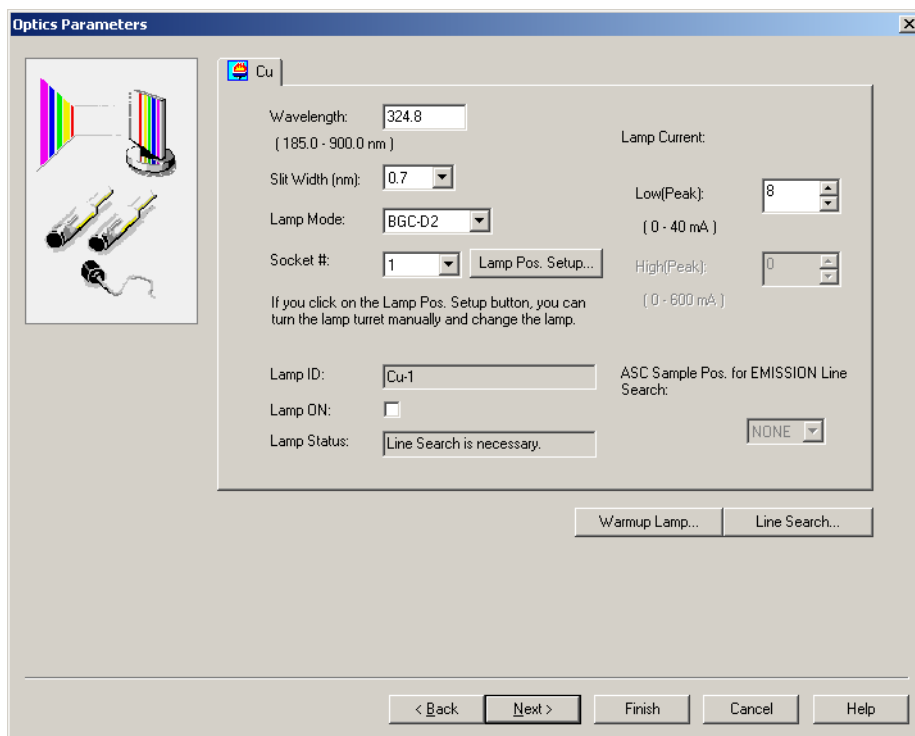 Optics Parameters
Cu
Wavelength:
324.8
( 185.0 - 900.0 nm )
Slit Width (nm):
0.7
Lamp Mode:
BGC-D2
Socket #:
1
Lamp Pos. Setup...
If you click on the Lamp Pos. Setup button, you can
turn the lamp turret manually and change the lamp.
Lamp Current:
Low(Peak):
8
( 0 - 40 mA )
High(Peak):
0
( 0 - 600 mA )
Lamp ID:
Cu-1
Lamp ON:
Lamp Status:
Line Search is necessary.
ASC Sample Pos. for EMISSION Line
Search:
NONE
Warmup Lamp...
Line Search...
< Back
Next >
Finish
Cancel
Help